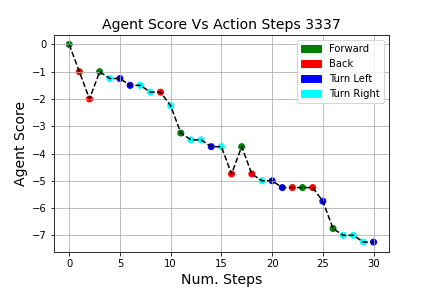 Agent Score Vs Action Steps 3337
Agent Score
0
−1
−2
−3
−4
−5
−6
−7
Forward
Back
Turn Left
Turn Right
0 5 10 15 20 25 30
Num. Steps